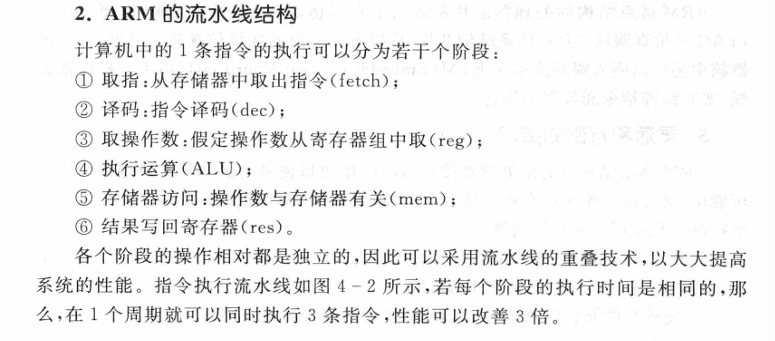 2. ARM 的流水线结构
计算机中的 1 条指令的执行可以分为若干个阶段:
① 取指:从存储器中取出指令(fetch);
② 译码:指令译码(dec);
③ 取操作数:假定操作数从寄存器组中取(reg);
④ 执行运算(ALU);
⑤ 存储器访问:操作数与存储器有关(mem);
⑥ 结果写回寄存器(res)。
各个阶段的操作相对都是独立的,因此可以采用流水线的重叠技术,以大大提高
系统的性能。指令执行流水线如图 4-2 所示,若每个阶段的执行时间是相同的,那
么,在 1 个周期就可以同时执行 3 条指令,性能可以改善 3 倍。